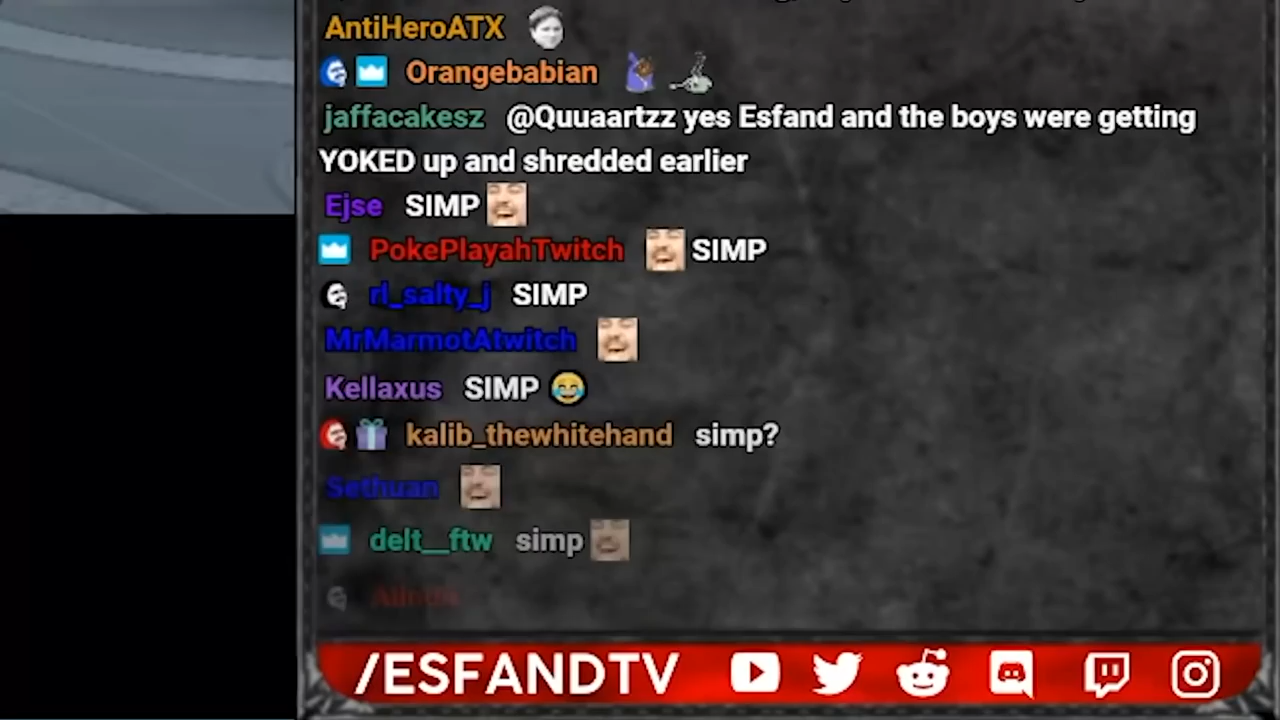 AntiHeroATX
Orangebabian
jaffacakesz @Quuaartzz yes Esfand and the boys were getting
YOKED up and shredded earlier
Ejse SIMP
PokePlayahTwitch SIMP
rl_salty_j SIMP
MrMarmotAtwitch
Kellaxus SIMP
kalib_thewhitehand simp?
Sethuan
delt__ftw simp
/ESFANDTV